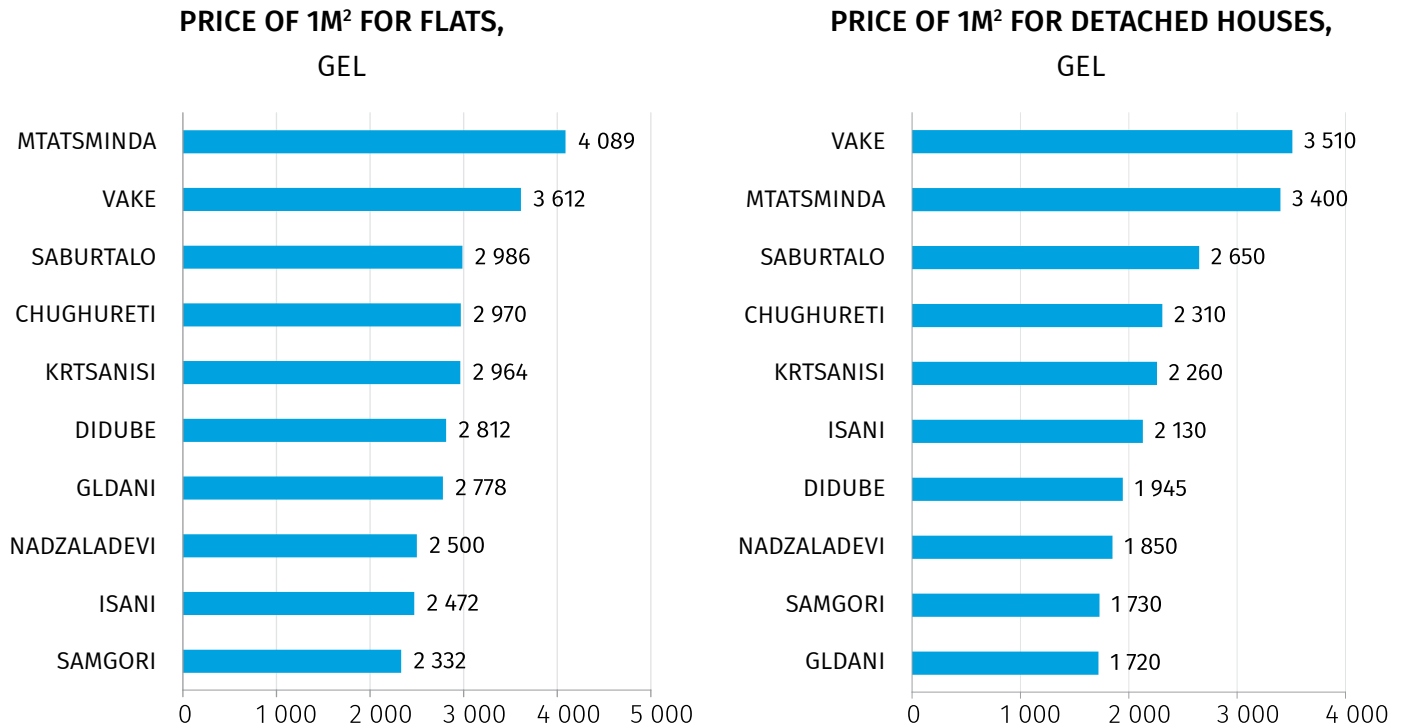 PRICE OF 1M² FOR FLATS,
GEL
MTATSMINDA 4 089
VAKE 3 612
SABURTALO 2 986
CHUGHURETI 2 970
KRTSANISI 2 964
DIDUBE 2 812
GLDANI 2 778
NADZALADEVI 2 500
ISANI 2 472
SAMGORI 2 332
0 1 000 2 000 3 000 4 000 5 000
PRICE OF 1M² FOR DETACHED HOUSES,
GEL
VAKE 3 510
MTATSMINDA 3 400
SABURTALO 2 650
CHUGHURETI 2 310
KRTSANISI 2 260
ISANI 2 130
DIDUBE 1 945
NADZALADEVI 1 850
SAMGORI 1 730
GLDANI 1 720
0 1 000 2 000 3 000 4 000